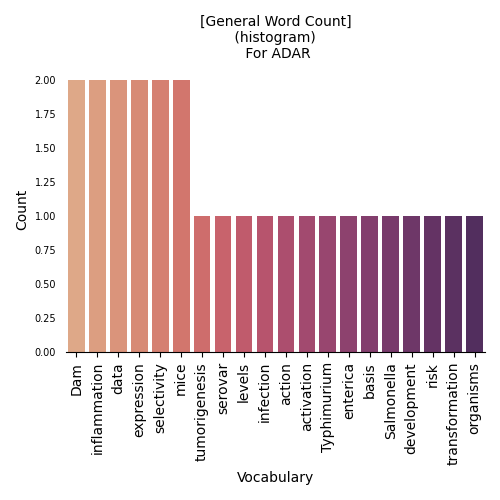 [General Word Count]
(histogram)
For ADAR
2.00
1.75
1.50
1.25
1.00
0.75
0.50
0.25
0.00
Count
Dam
inflammation
data
expression
selectivity
mice
tumorigenesis
serovar
levels
infection
action
activation
Typhimurium
enterica
basis
Salmonella
development
risk
transformation
organisms
Vocabulary